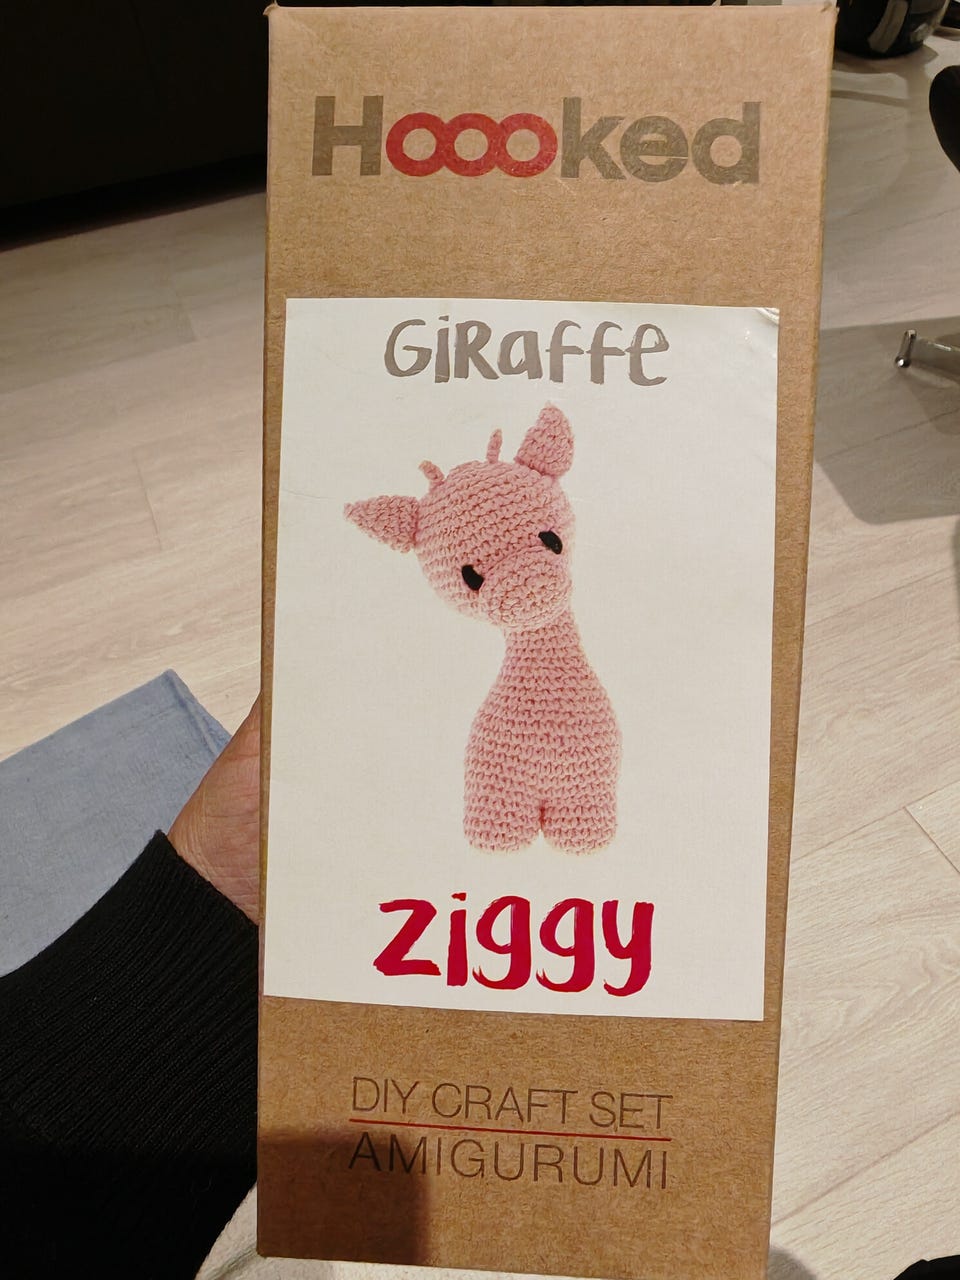 Hoooked
GiRaffe
ziggy
DIY CRAFT SET
AMIGURUMI